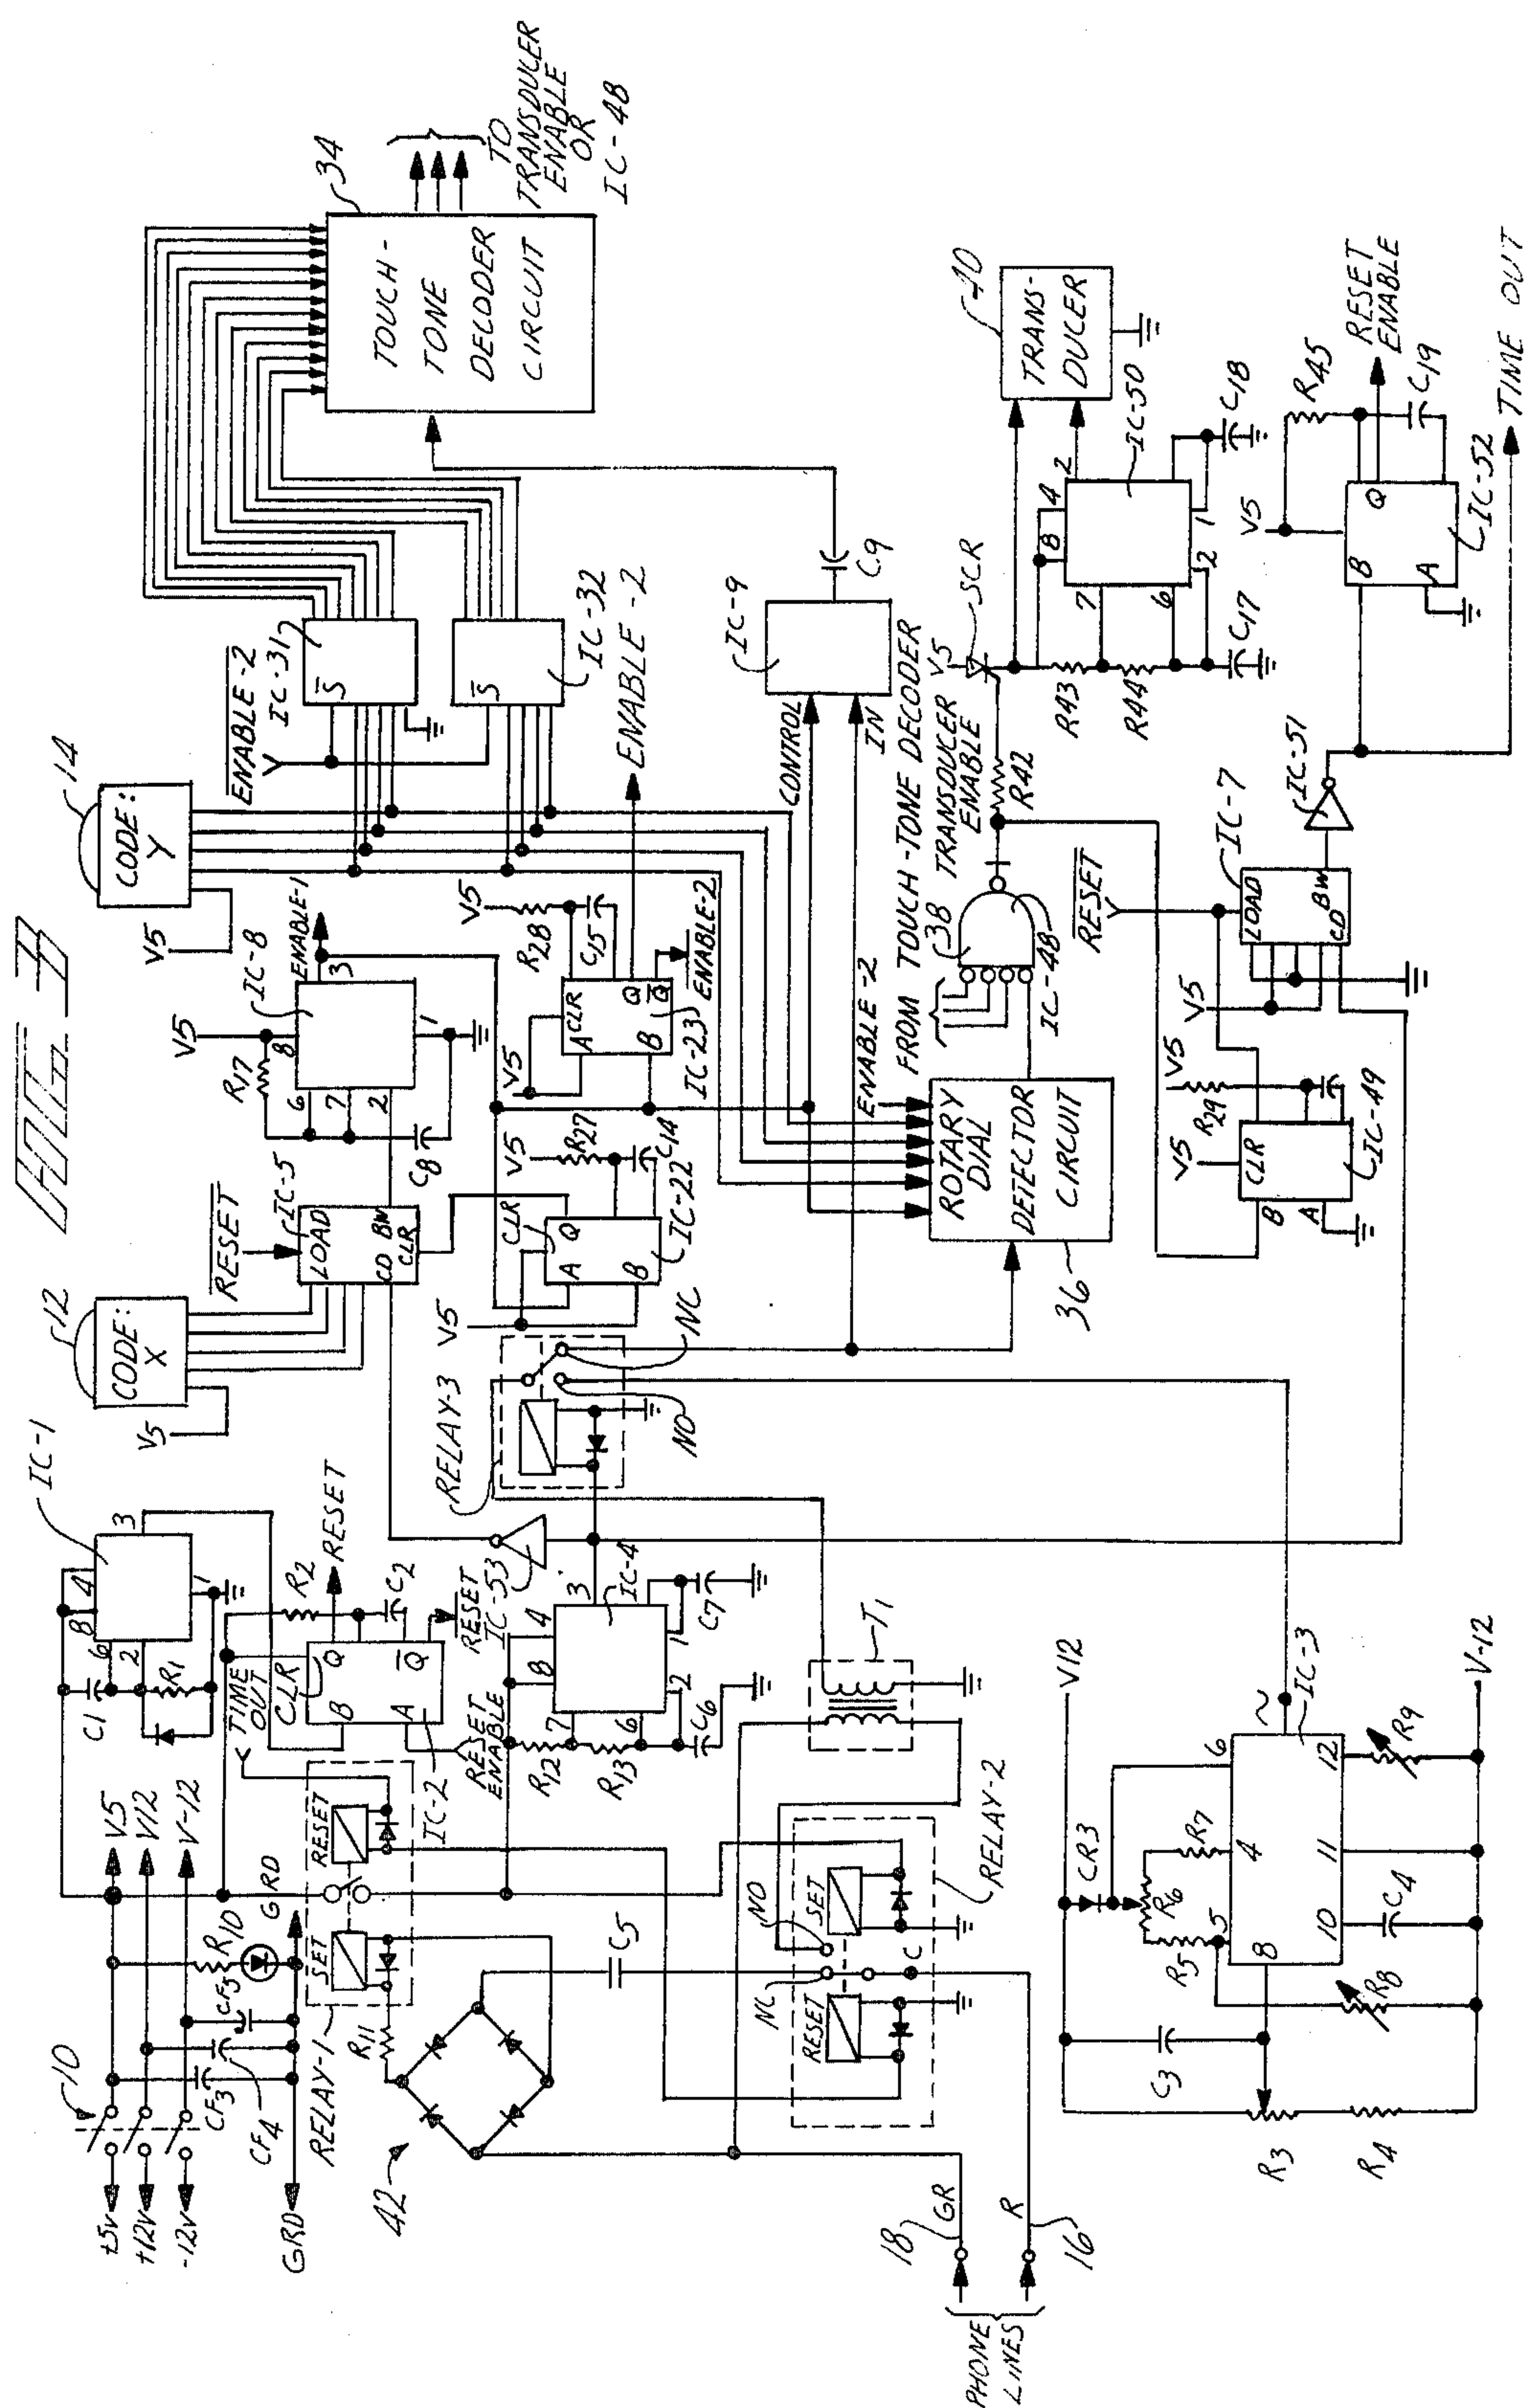 FIG. 3
10
+5V
+12V
-12V
GRD
CF3
CF4
CF5
R10
GRD
V5
V12
V-12
RELAY-1
SET
RESET
R11
42
C5
C1
8
4
6
2
3
1
R1
IC-1
TIME
OUT
CLR
B
A
Q
Q
R2
RESET
C2
RESET
RESET
ENABLE
IC-2
12
CODE:
X
V5
14
CODE:
Y
V5
RESET
IC-5
LOAD
CD
BW
CLR
R17
V5
IC-8
8
6
7
2
3
1
C8
ENABLE-1
ENABLE-2
IC-31
S
S
IC-32
34
TOUCH-
TONE
DECODER
CIRCUIT
TO
TRANSDUCER
ENABLE
OR
IC-48
IC-53
4
8
7
6
2
3
1
R12
R13
C6
C7
IC-4
RELAY-3
NO
NC
V5
CLR
A
Q
B
IC-22
V5
R27
C14
V5
A
CLR
B
Q
Q
IC-23
V5
R28
C15
ENABLE-2
ENABLE-2
CONTROL
IN
IC-9
C9
ENABLE-2
ROTARY
DIAL
DETECTOR
CIRCUIT
36
FROM TOUCH-TONE DECODER
38
TRANSDUCER
ENABLE
IC-48
R42
V5
SCR
R43
R44
C17
8
4
7
6
2
1
2
IC-50
C18
40
TRANS-
DUCER
T1
RELAY-2
NO
NC
C
SET
RESET
18
GR
R
16
PHONE
LINES
V12
V-12
CR3
R5
R6
R7
5
4
6
8
10
11
12
IC-3
C3
R3
R4
R8
C4
R9
V5
CLR
B
A
IC-49
R29
V5
V5
RESET
LOAD
BW
CD
IC-7
IC-51
V5
B
A
Q
IC-52
R45
C19
RESET
ENABLE
TIME OUT